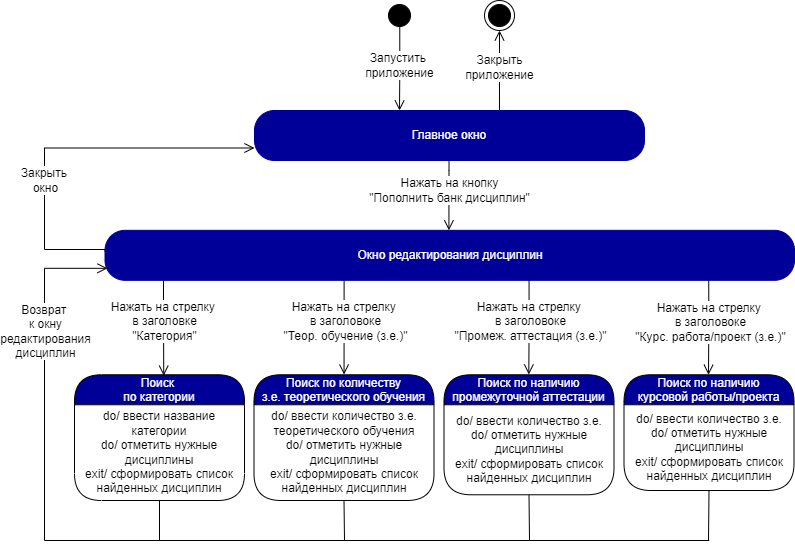 Запустить
приложение
Закрыть
приложение
Главное окно
Закрыть
окно
Нажать на кнопку
"Пополнить банк дисциплин"
Окно редактирования дисциплин
Возврат
к окну
редактирования
дисциплин
Нажать на стрелку
в заголовке
"Категория"
Нажать на стрелку
в заголовоке
"Теор. обучение (з.е.)"
Нажать на стрелку
в заголовоке
"Промеж. аттестация (з.е.)"
Нажать на стрелку
в заголовоке
"Курс. работа/проект (з.е.)"
Поиск
по категории
do/ ввести название
категории
do/ отметить нужные
дисциплины
exit/ сформировать список
найденных дисциплин
Поиск по количеству
з.е. теоретического обучения
do/ ввести количество з.е.
теоретического обучения
do/ отметить нужные
дисциплины
exit/ сформировать список
найденных дисциплин
Поиск по наличию
промежуточной аттестации
do/ ввести количество з.е.
do/ отметить нужные
дисциплины
exit/ сформировать список
найденных дисциплин
Поиск по наличию
курсовой работы/проекта
do/ ввести количество з.е.
do/ отметить нужные
дисциплины
exit/ сформировать список
найденных дисциплин